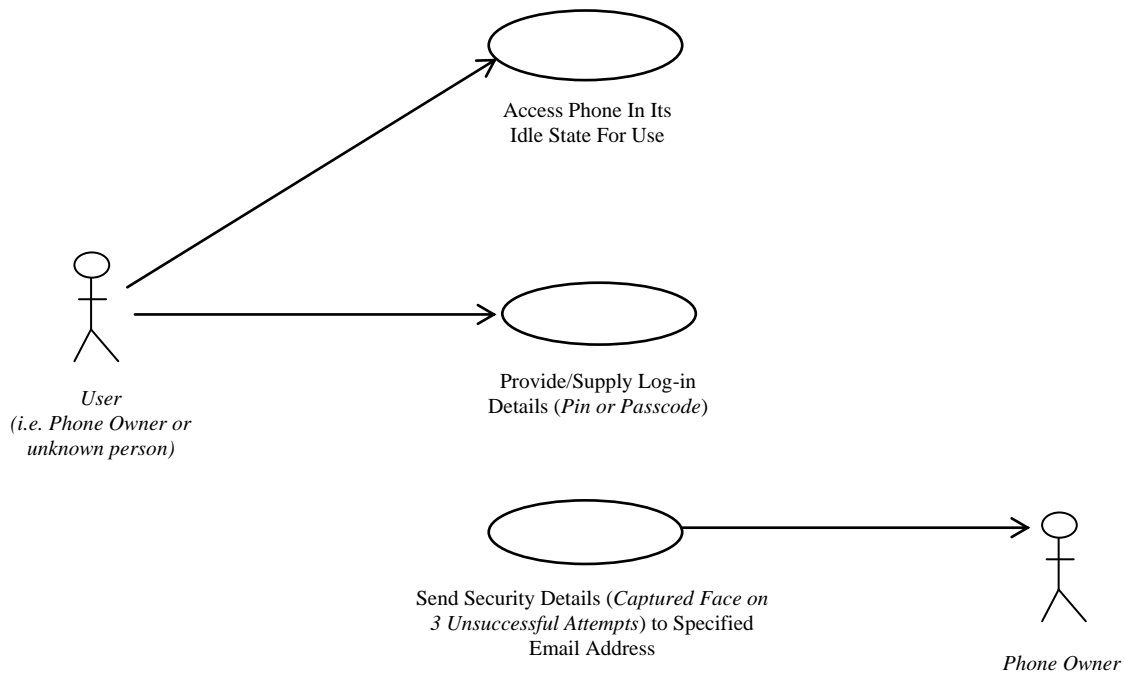 Access Phone In Its
Idle State For Use
Provide/Supply Log-in
Details (Pin or Passcode)
User
(i.e. Phone Owner or
unknown person)
Send Security Details (Captured Face on
3 Unsuccessful Attempts) to Specified
Email Address
Phone Owner